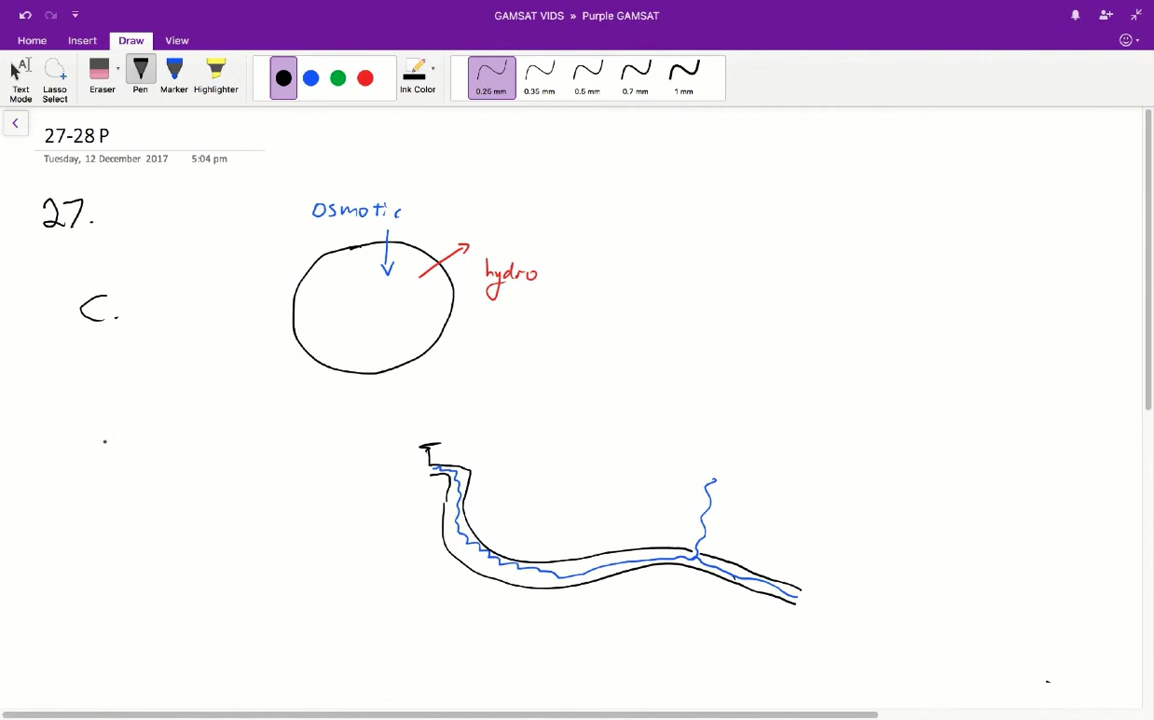 GAMSAT VIDS » Purple GAMSAT
Home Insert Draw View
Text Mode
Lasso Select
Eraser
Pen
Marker
Highlighter
Ink Color
0.25 mm
0.35 mm
0.5 mm
0.7 mm
1 mm
27-28 P
Tuesday, 12 December 2017 5:04 pm
27.
osmotic
hydro
C.